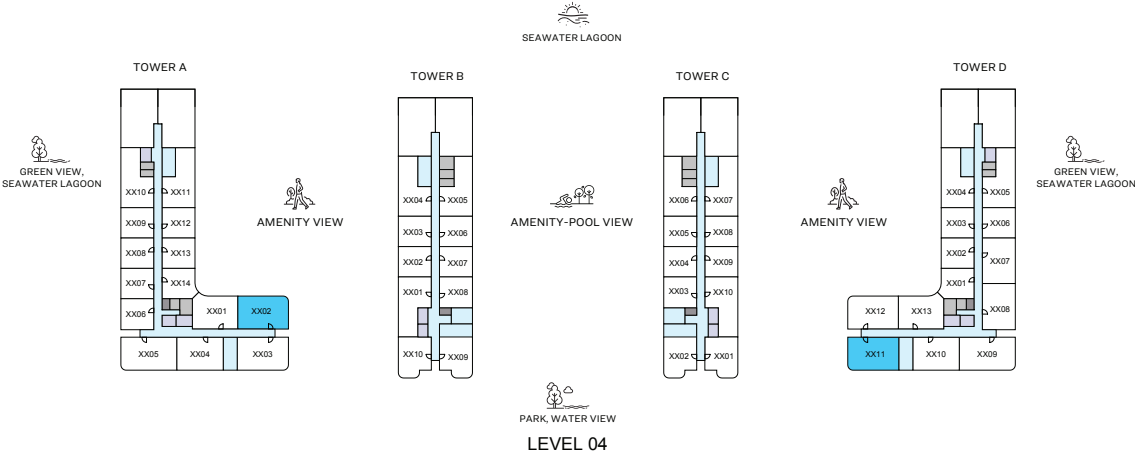 SEAWATER LAGOON
TOWER A
TOWER B
TOWER C
TOWER D
GREEN VIEW,
SEAWATER LAGOON
AMENITY VIEW
AMENITY-POOL VIEW
AMENITY VIEW
GREEN VIEW,
SEAWATER LAGOON
XX10 XX11
XX09 XX12
XX08 XX13
XX07 XX14
XX06 XX01 XX02
XX05 XX04 XX03
XX04 XX05
XX03 XX06
XX02 XX07
XX01 XX08
XX10 XX09
XX06 XX07
XX05 XX08
XX04 XX09
XX03 XX10
XX02 XX01
XX04 XX05
XX03 XX06
XX02 XX07
XX01
XX12 XX13 XX08
XX11 XX10 XX09
PARK, WATER VIEW
LEVEL 04